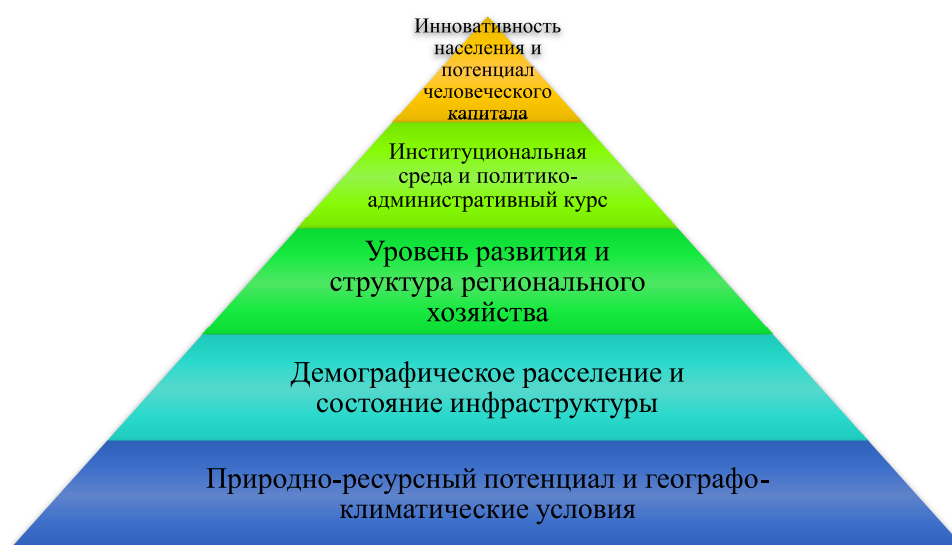 Инновативность
населения и
потенциал
человеческого
капитала
Институциональная
среда и политико-
административный курс
Уровень развития и
структура регионального
хозяйства
Демографическое расселение и
состояние инфраструктуры
Природно-ресурсный потенциал и географо-
климатические условия